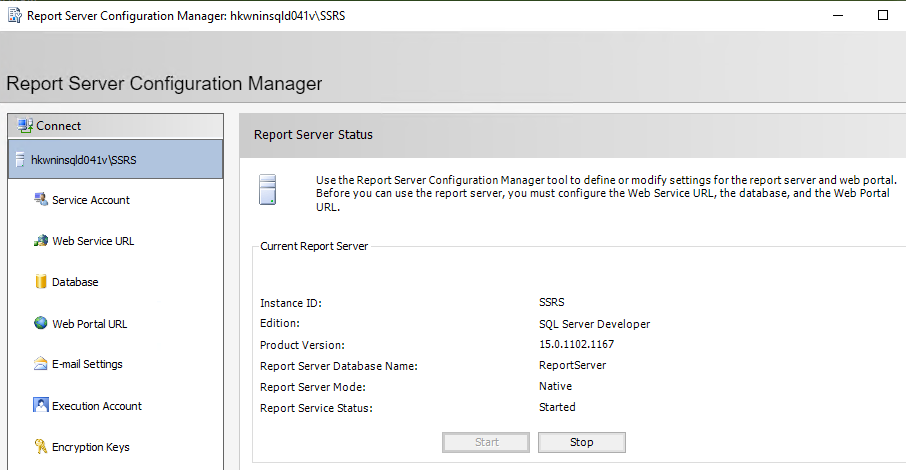 Report Server Configuration Manager: hkwninsqld041v\SSRS
Report Server Configuration Manager
Connect
hkwninsqld041v\SSRS
Service Account
Web Service URL
Database
Web Portal URL
E-mail Settings
Execution Account
Encryption Keys
Report Server Status
Use the Report Server Configuration Manager tool to define or modify settings for the report server and web portal.
Before you can use the report server, you must configure the Web Service URL, the database, and the Web Portal
URL.
Current Report Server
Instance ID: SSRS
Edition: SQL Server Developer
Product Version: 15.0.1102.1167
Report Server Database Name: ReportServer
Report Server Mode: Native
Report Service Status: Started
Start Stop